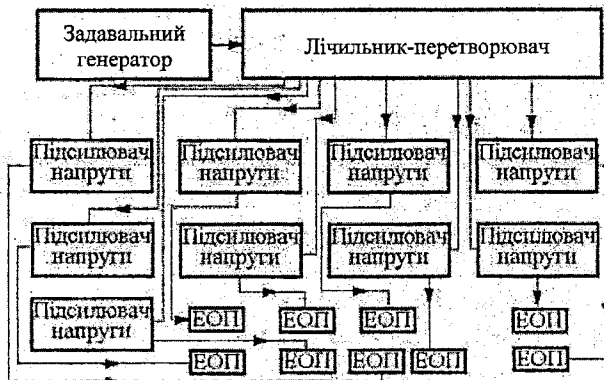 Задавальний
генератор
Лічильник-перетворювач
Підсилювач
напруги
Підсилювач
напруги
Підсилювач
напруги
Підсилювач
напруги
Підсилювач
напруги
Підсилювач
напруги
Підсилювач
напруги
Підсилювач
напруги
Підсилювач
напруги
ЕОП
ЕОП
ЕОП
ЕОП
ЕОП
ЕОП
ЕОП
ЕОП
ЕОП